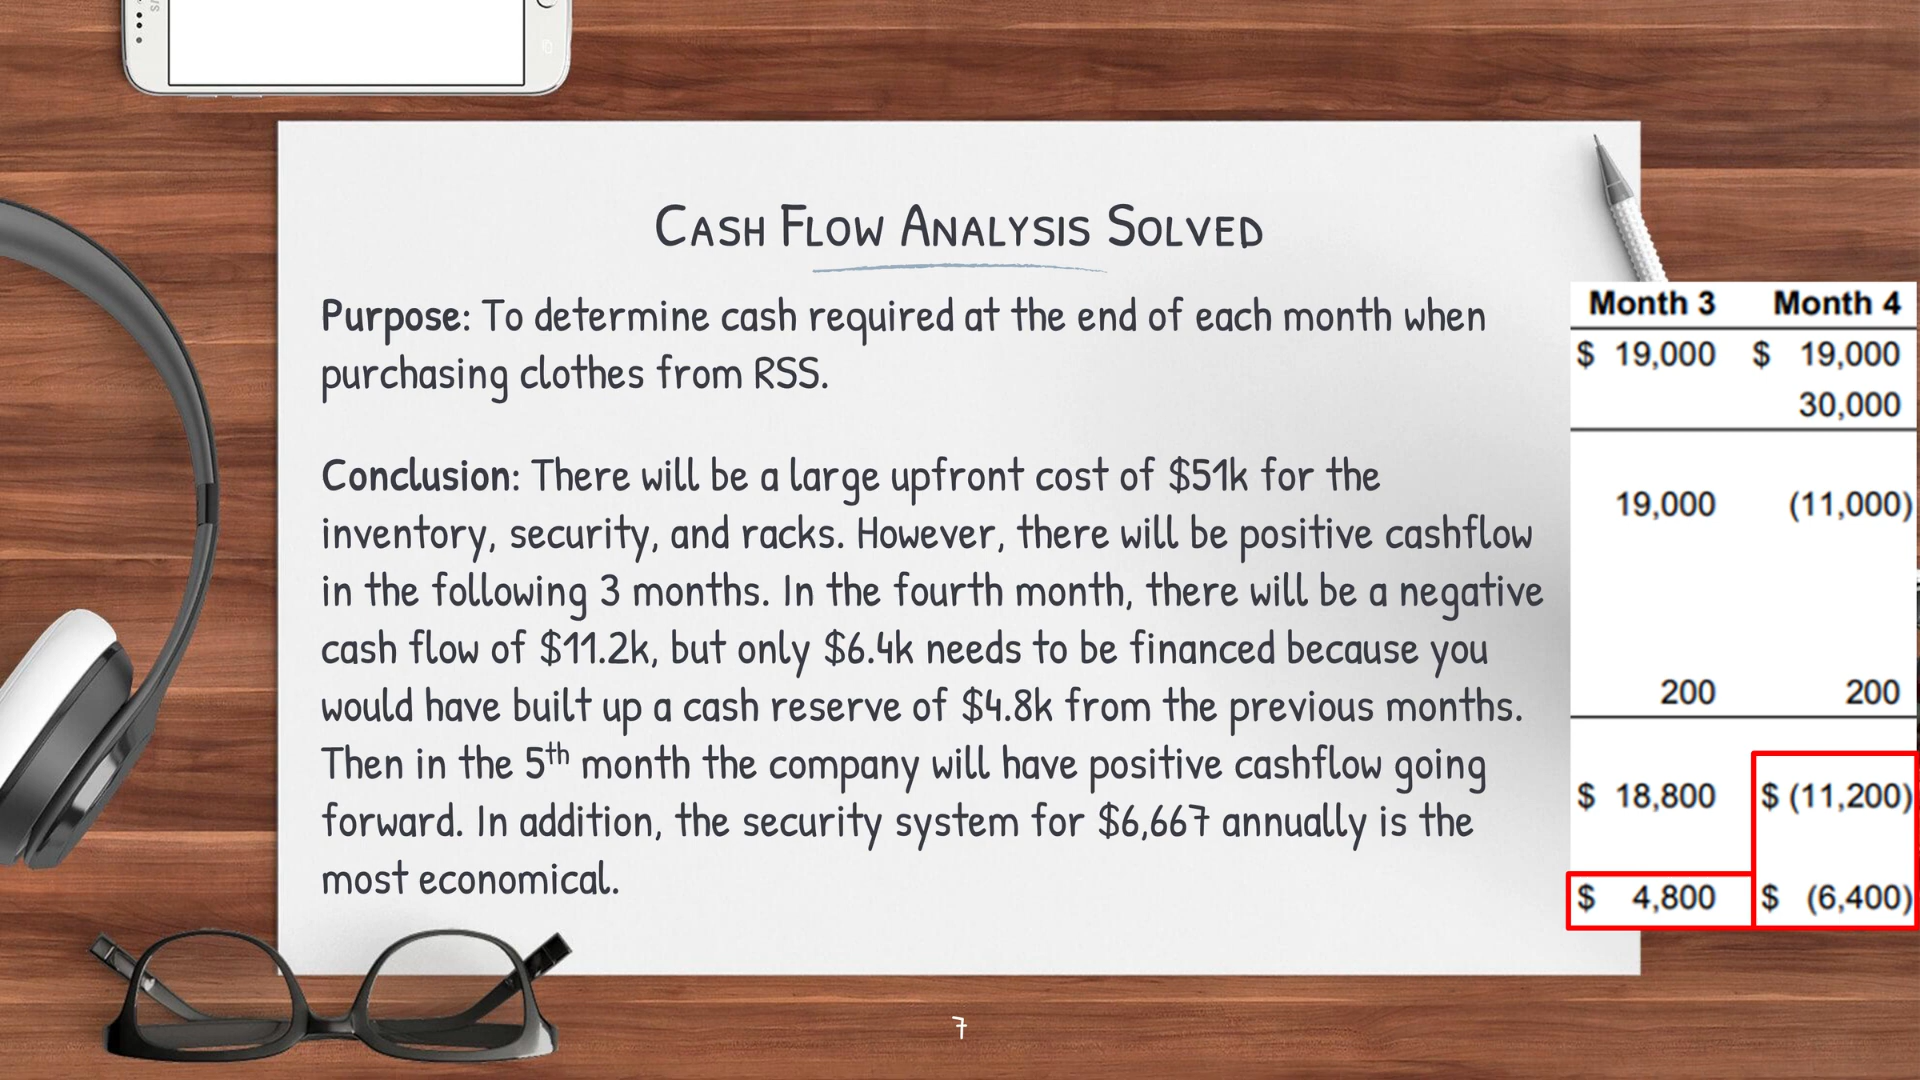 Cash Flow Analysis Solved
Purpose: To determine cash required at the end of each month when
purchasing clothes from RSS.
Conclusion: There will be a large upfront cost of $51k for the
inventory, security, and racks. However, there will be positive cashflow
in the following 3 months. In the fourth month, there will be a negative
cash flow of $11.2k, but only $6.4k needs to be financed because you
would have built up a cash reserve of $4.8k from the previous months.
Then in the 5th month the company will have positive cashflow going
forward. In addition, the security system for $6,667 annually is the
most economical.
Month 3 Month 4
$ 19,000 $ 19,000
30,000
19,000 (11,000)
200 200
$ 18,800 $ (11,200)
$ 4,800 $ (6,400)
7